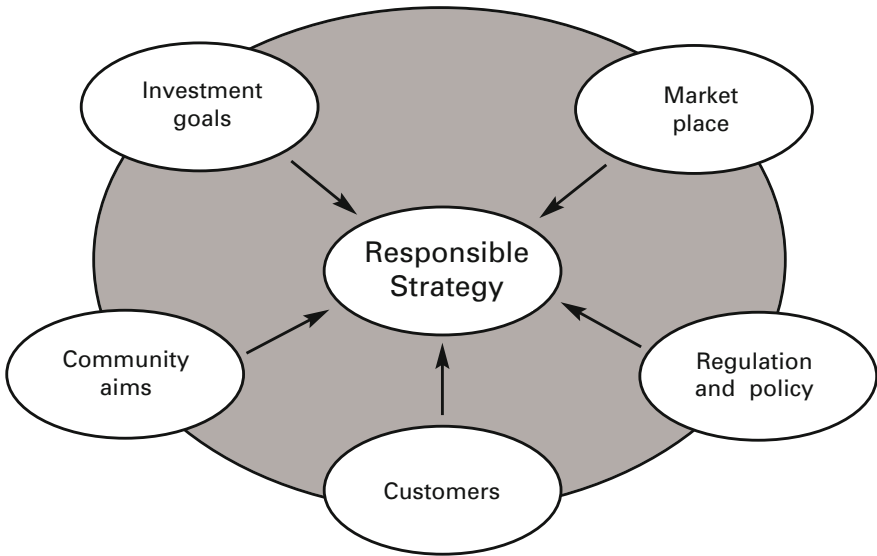 Investment
goals
Market
place
Responsible
Strategy
Community
aims
Regulation
and policy
Customers